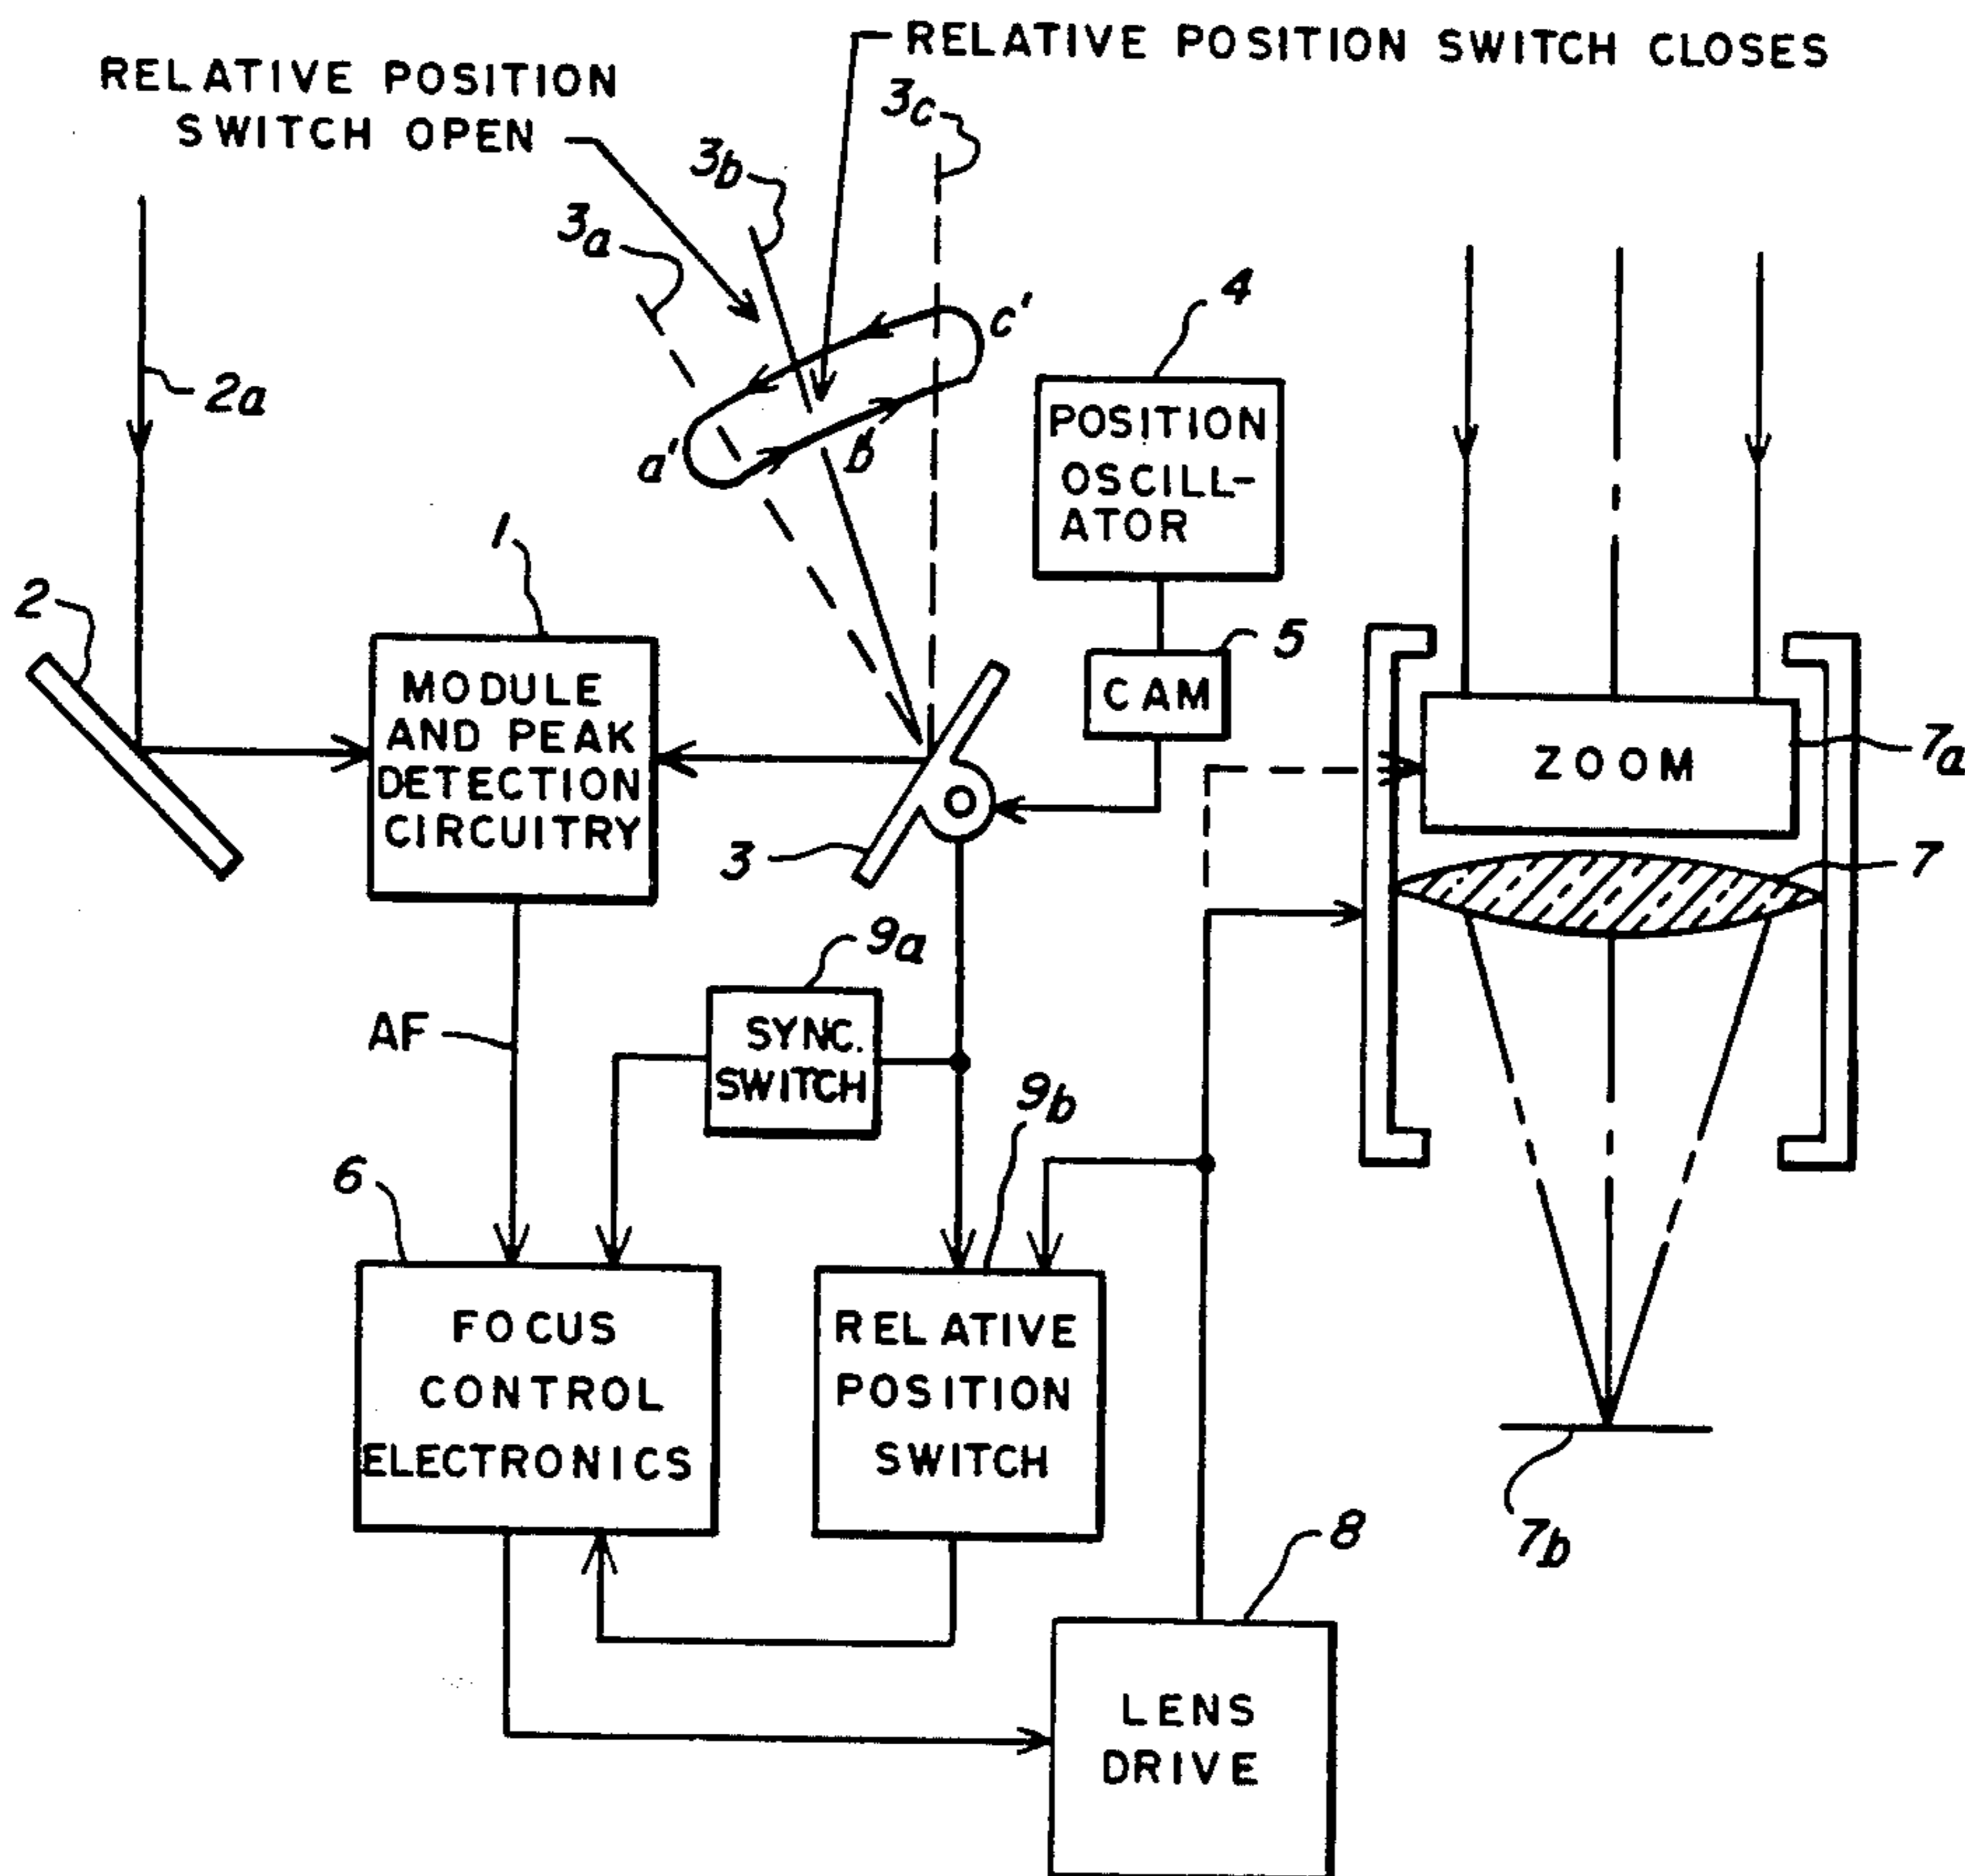 RELATIVE POSITION SWITCH CLOSES
RELATIVE POSITION
SWITCH OPEN
3c
3b
3a
2a
4
c'
a'
b'
POSITION
OSCILL-
ATOR
1
2
5
CAM
MODULE
AND PEAK
DETECTION
CIRCUITRY
ZOOM
7a
3
7
9a
AF
SYNC.
SWITCH
9b
6
FOCUS
CONTROL
ELECTRONICS
RELATIVE
POSITION
SWITCH
7b
8
LENS
DRIVE